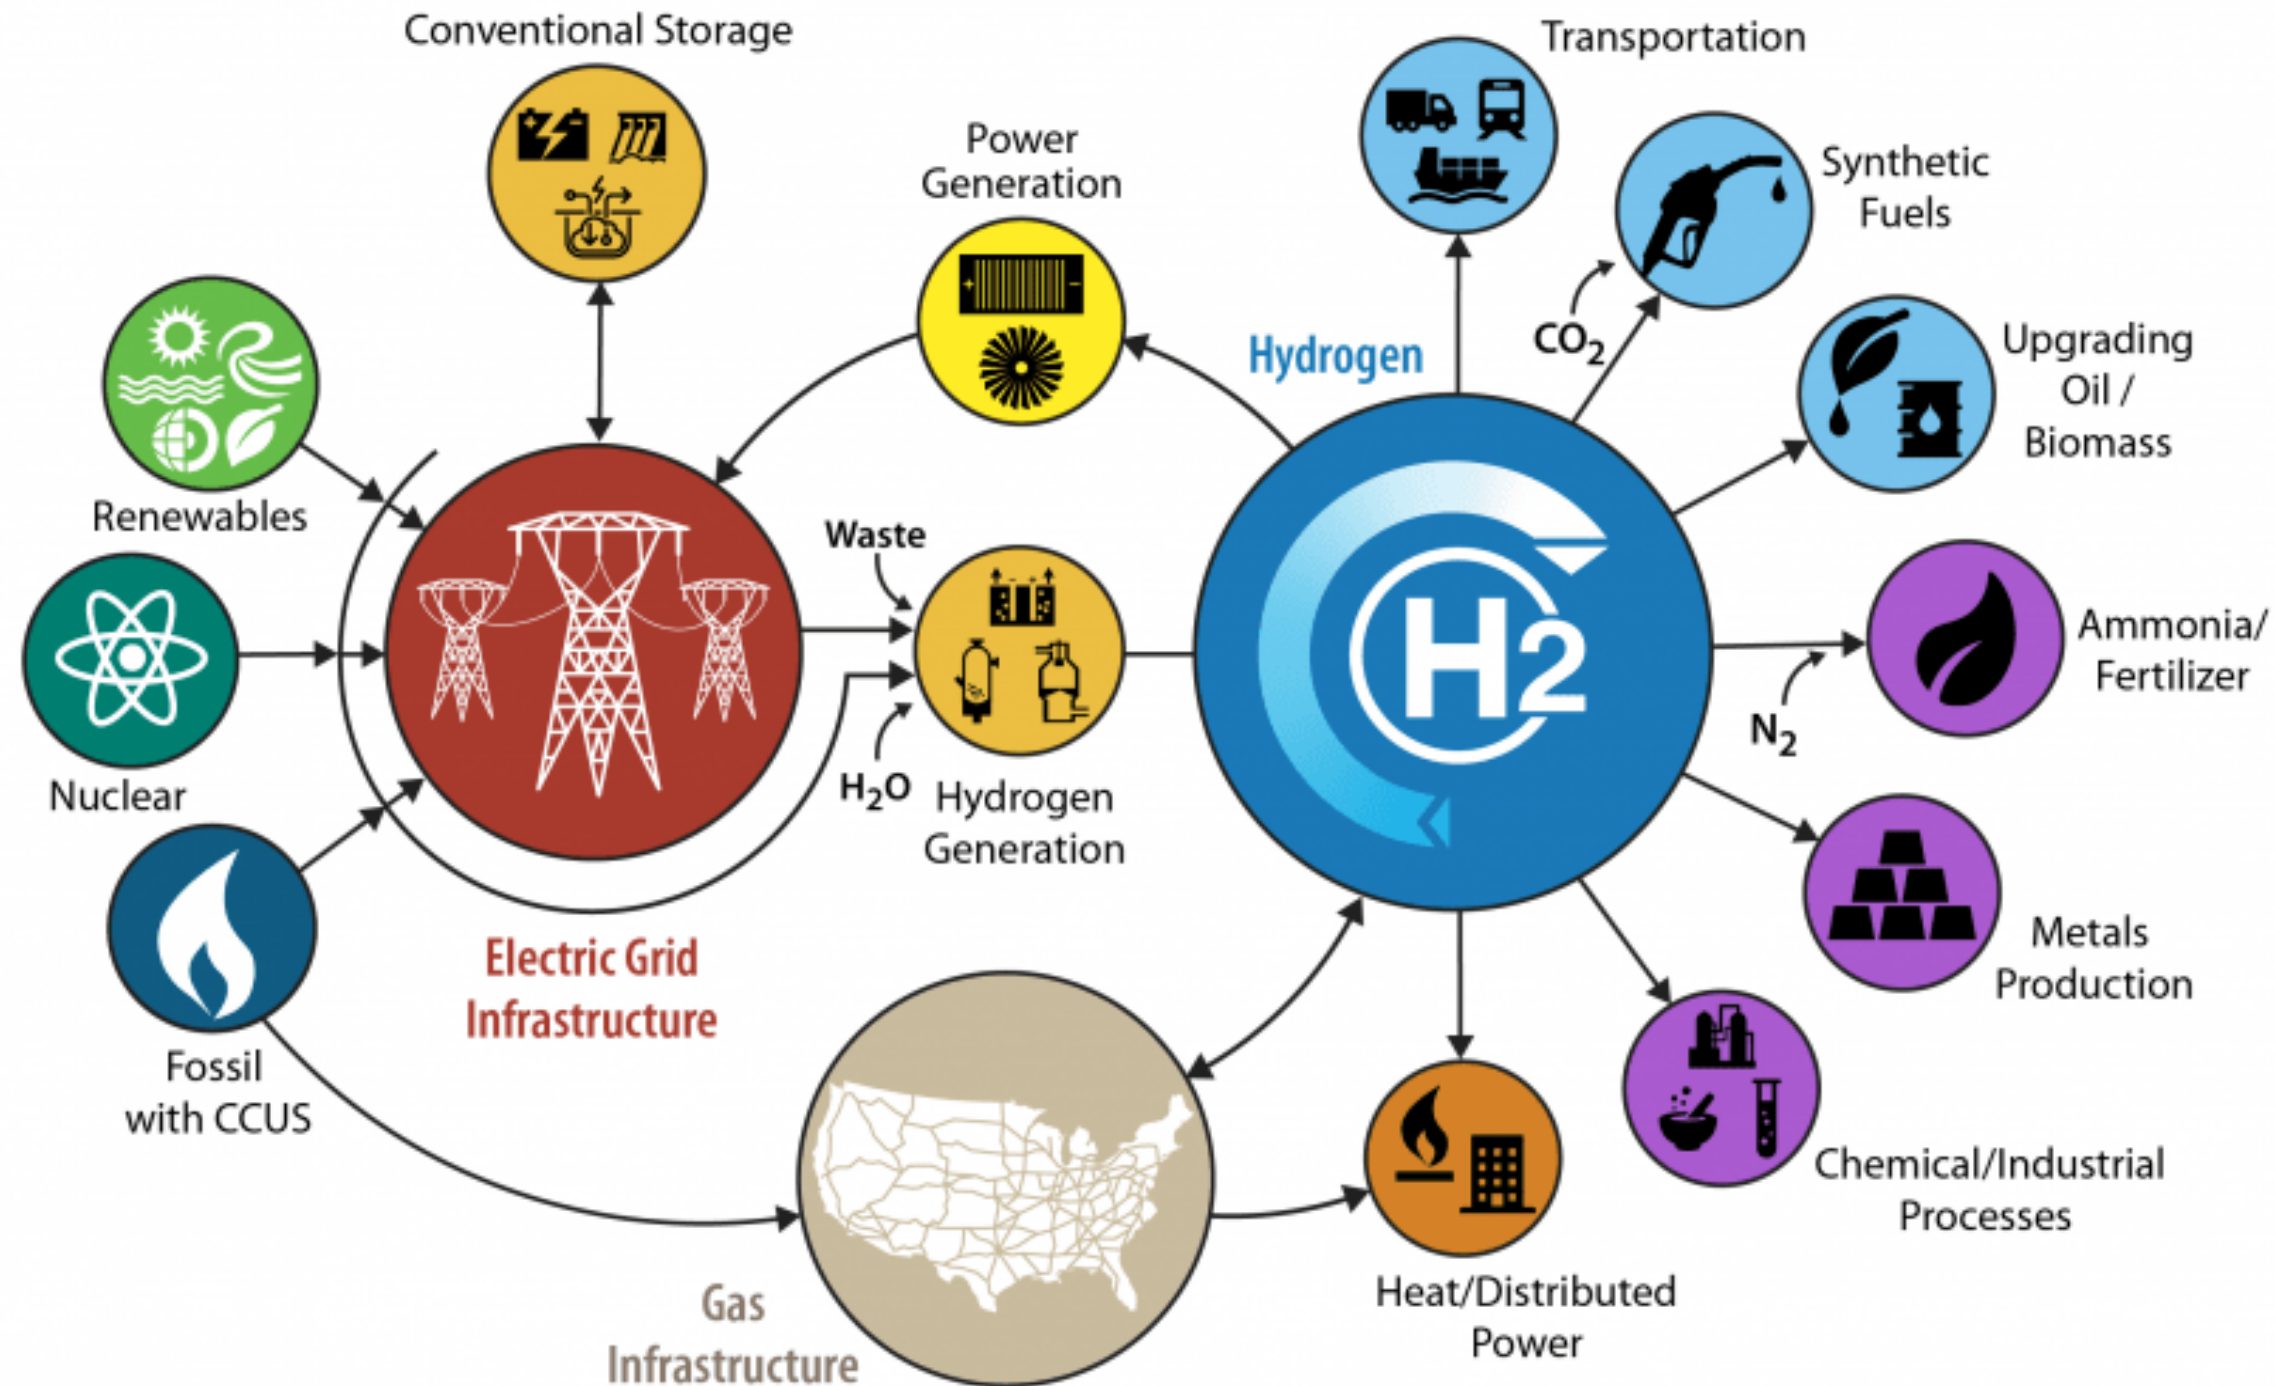 Conventional Storage
Transportation
Power
Generation
Synthetic
Fuels
CO₂
Hydrogen
Upgrading
Oil /
Biomass
Renewables
Waste
H2
Ammonia/
Fertilizer
N₂
Nuclear
H₂O
Hydrogen
Generation
Metals
Production
Electric Grid
Infrastructure
Fossil
with CCUS
Chemical/Industrial
Processes
Gas
Infrastructure
Heat/Distributed
Power